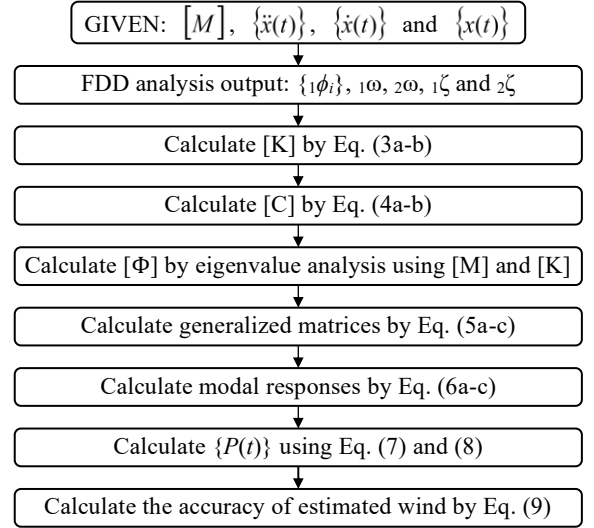 GIVEN: [M], {ẍ(t)}, {ẋ(t)} and {x(t)}
FDD analysis output: {₁ϕᵢ}, ₁ω, ₂ω, ₁ζ and ₂ζ
Calculate [K] by Eq. (3a-b)
Calculate [C] by Eq. (4a-b)
Calculate [Φ] by eigenvalue analysis using [M] and [K]
Calculate generalized matrices by Eq. (5a-c)
Calculate modal responses by Eq. (6a-c)
Calculate {P(t)} using Eq. (7) and (8)
Calculate the accuracy of estimated wind by Eq. (9)